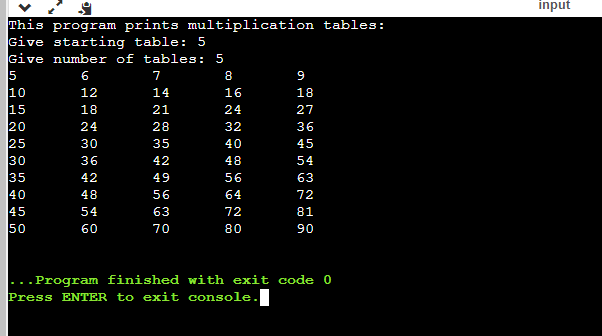 input
This program prints multiplication tables:
Give starting table: 5
Give number of tables: 5
5 6 7 8 9
10 12 14 16 18
15 18 21 24 27
20 24 28 32 36
25 30 35 40 45
30 36 42 48 54
35 42 49 56 63
40 48 56 64 72
45 54 63 72 81
50 60 70 80 90
...Program finished with exit code 0
Press ENTER to exit console.